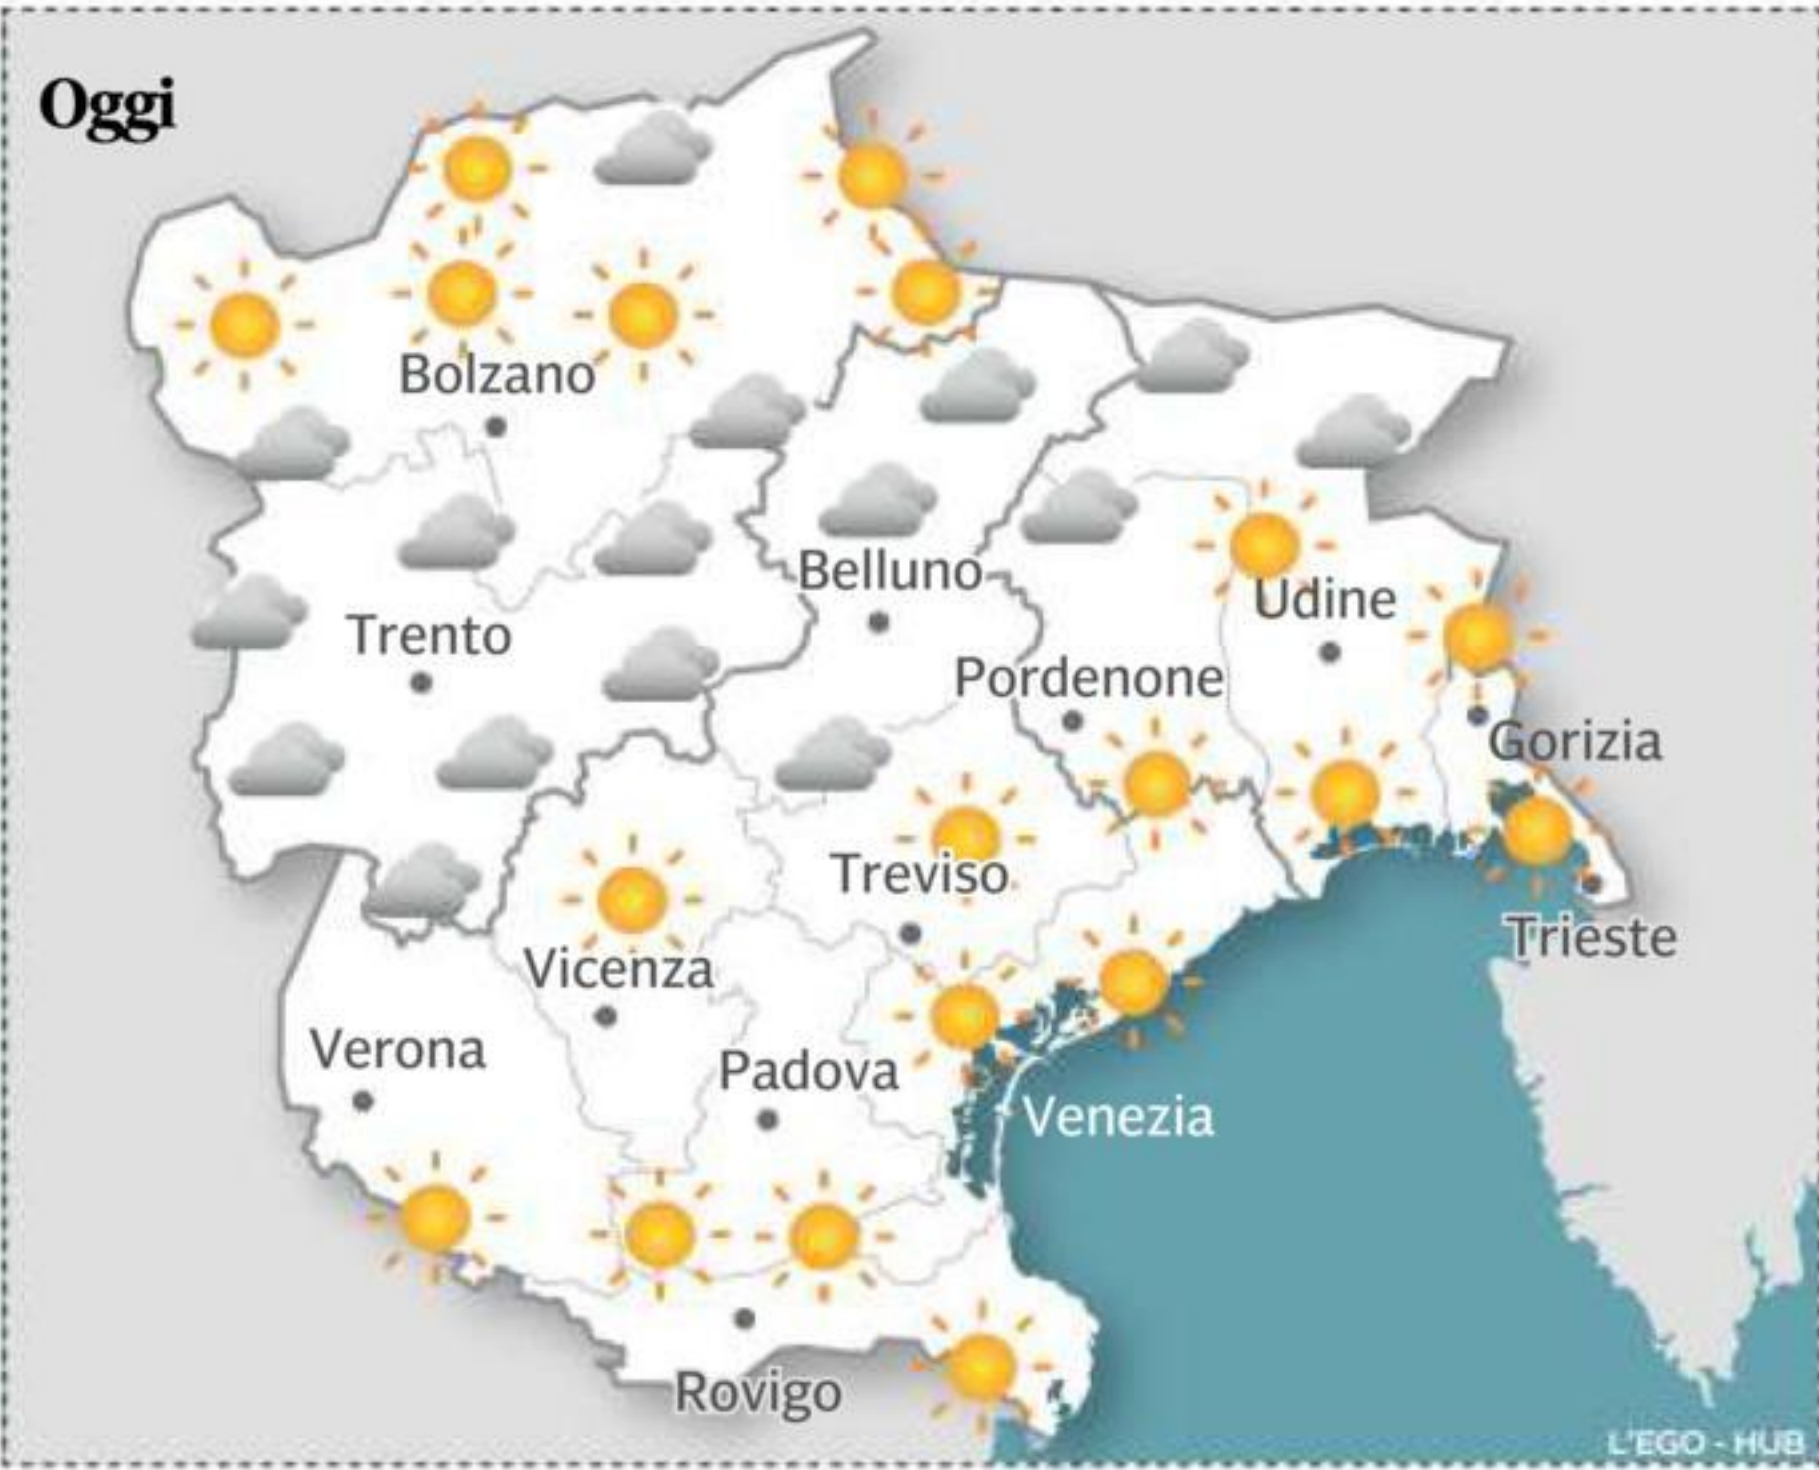 Oggi
Bolzano
Belluno
Udine
Trento
Pordenone
Gorizia
Treviso
Trieste
Vicenza
Verona
Padova
Venezia
Rovigo
L'EGO - HUB